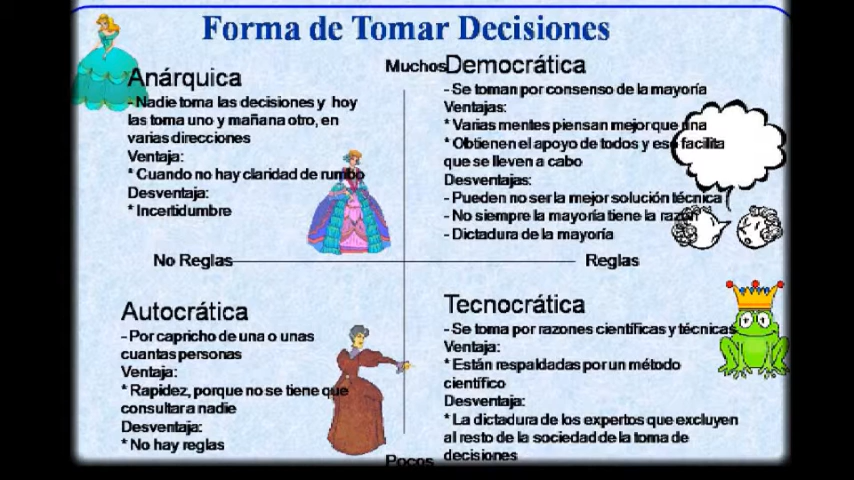 Forma de Tomar Decisiones
Muchos
Anárquica
- Nadie toma las decisiones y hoy
las toma uno y mañana otro, en
varias direcciones
Ventaja:
* Cuando no hay claridad de rumbo
Desventaja:
* Incertidumbre
Democrática
- Se toman por consenso de la mayoría
Ventajas:
* Varias mentes piensan mejor que una
* Obtienen el apoyo de todos y eso facilita
que se lleven a cabo
Desventajas:
- Pueden no ser la mejor solución técnica
- No siempre la mayoría tiene la razón
- Dictadura de la mayoría
No Reglas
Reglas
Autocrática
- Por capricho de una o unas
cuantas personas
Ventaja:
* Rapidez, porque no se tiene que
consultar a nadie
Desventaja:
* No hay reglas
Tecnocrática
- Se toma por razones científicas y técnicas
Ventaja:
* Están respaldadas por un método
científico
Desventaja:
* La dictadura de los expertos que excluyen
al resto de la sociedad de la toma de
decisiones
Pocos